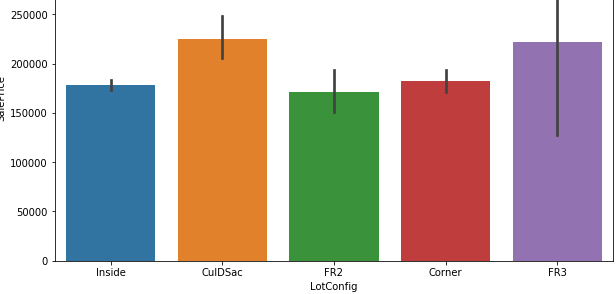 250000
200000
150000
100000
50000
0
SalePrice
Inside
CulDSac
FR2
Corner
FR3
LotConfig